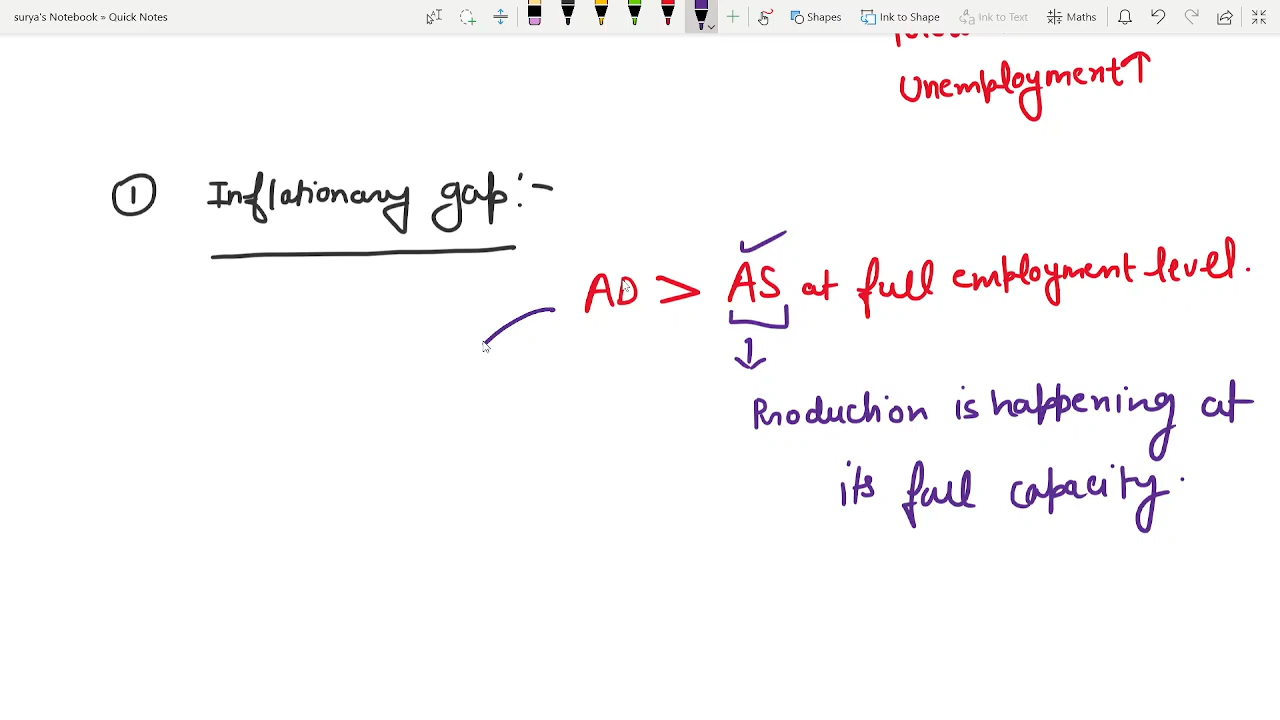 surya's Notebook » Quick Notes
Shapes
Ink to Shape
Ink to Text
Maths
Unemployment↑
① Inflationary gap:-
AD > AS at full employment level.
Production is happening at
its full capacity.